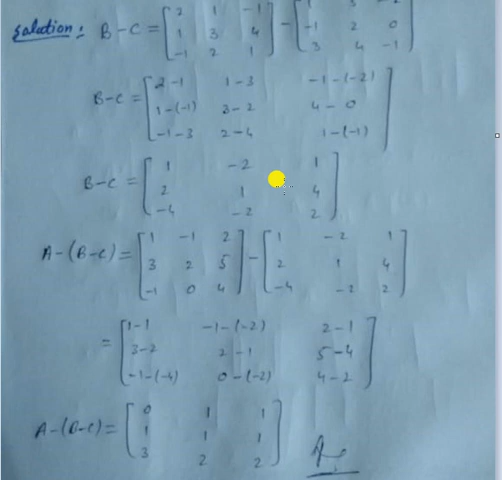 Solution: B-C = [2 1 -1] - [1 3 -2]
[1 3 4] [-1 2 0]
[-1 2 1] [3 4 -1]
B-C = [2-1 1-3 -1-(-2)]
[1-(-1) 3-2 4-0]
[-1-3 2-4 1-(-1)]
B-C = [1 -2 1]
[2 1 4]
[-4 -2 2]
A-(B-C) = [1 -1 2] - [1 -2 1]
[3 2 5] [2 1 4]
[-1 0 4] [-4 -2 2]
= [1-1 -1-(-2) 2-1]
[3-2 2-1 5-4]
[-1-(-4) 0-(-2) 4-2]
A-(B-C) = [0 1 1]
[1 1 1]
[3 2 2]